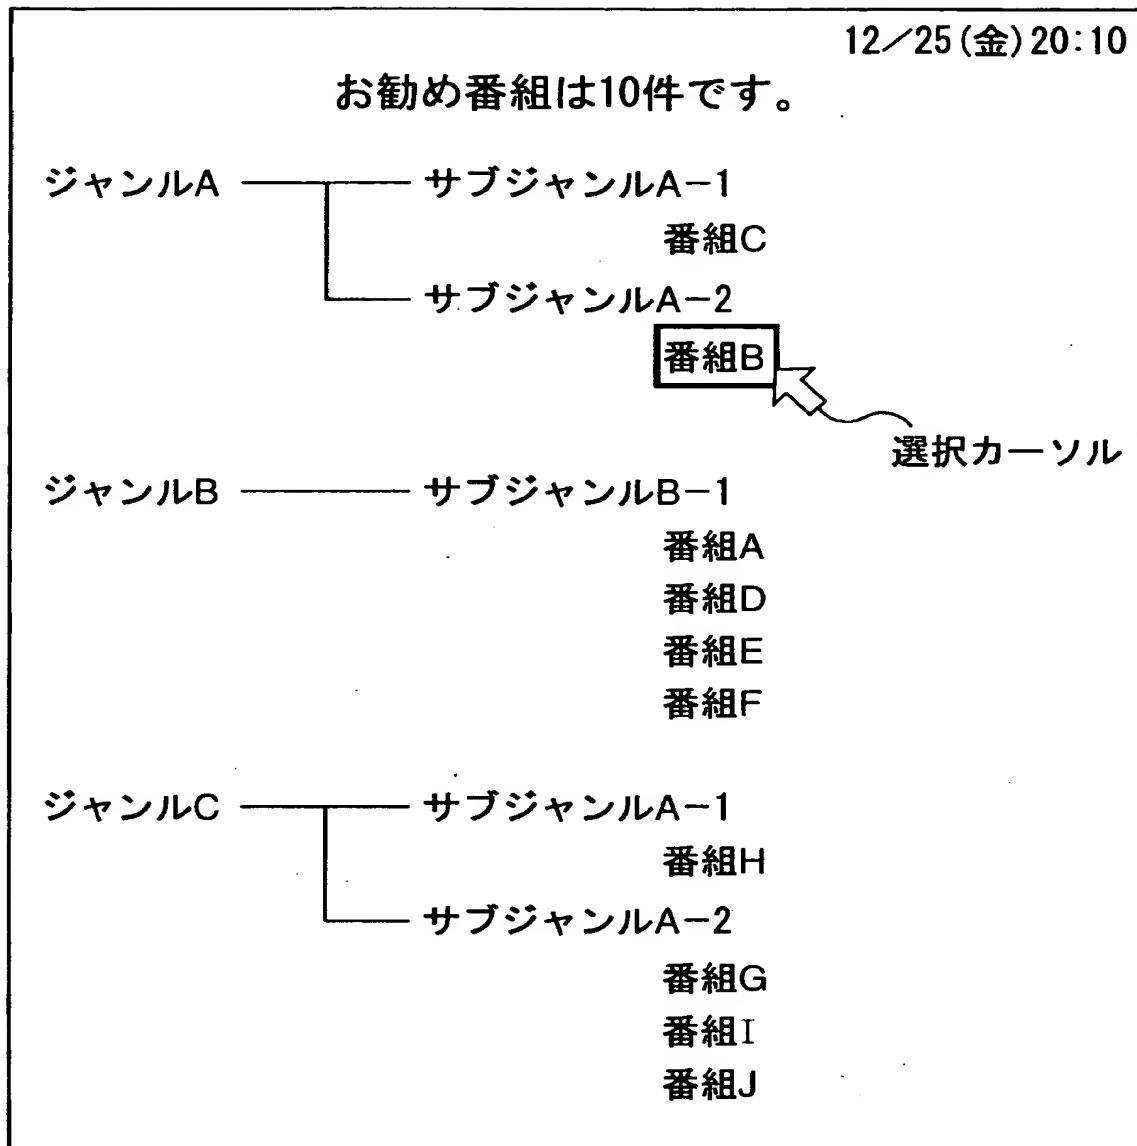 12/25(金)20:10
お勧め番組は10件です。
ジャンルA
サブジャンルA-1
番組C
サブジャンルA-2
番組B
選択カーソル
ジャンルB
サブジャンルB-1
番組A
番組D
番組E
番組F
ジャンルC
サブジャンルA-1
番組H
サブジャンルA-2
番組G
番組I
番組J